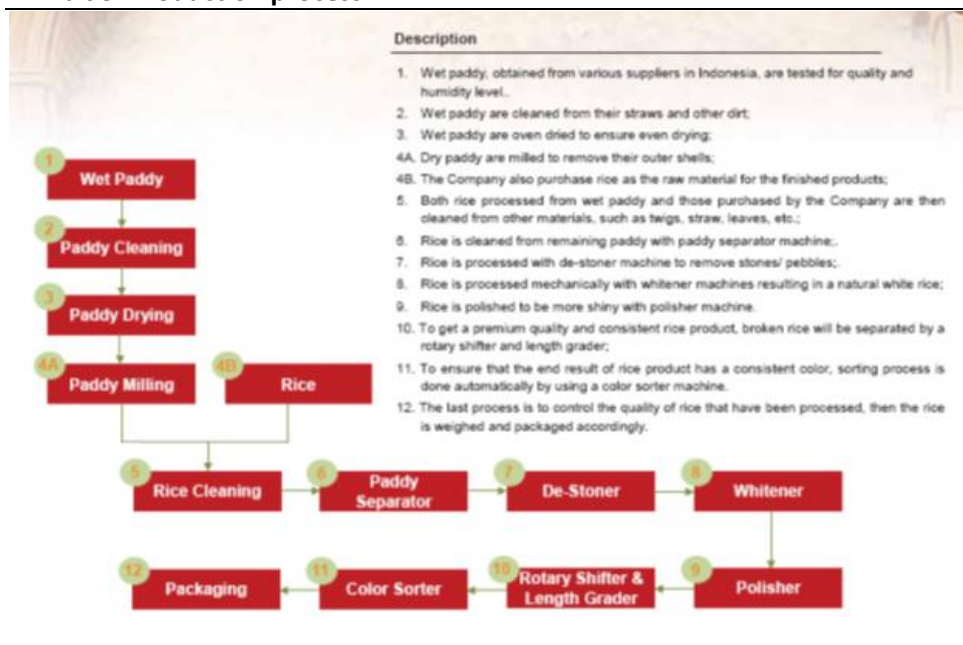 Description
1. Wet paddy, obtained from various suppliers in Indonesia, are tested for quality and
humidity level..
2. Wet paddy are cleaned from their straws and other dirt;
3. Wet paddy are oven dried to ensure even drying;
4A. Dry paddy are milled to remove their outer shells;
4B. The Company also purchase rice as the raw material for the finished products;
5. Both rice processed from wet paddy and those purchased by the Company are then
cleaned from other materials, such as twigs, straw, leaves, etc.;
6. Rice is cleaned from remaining paddy with paddy separator machine;.
7. Rice is processed with de-stoner machine to remove stones/ pebbles;.
8. Rice is processed mechanically with whitener machines resulting in a natural white rice;
9. Rice is polished to be more shiny with polisher machine.
10. To get a premium quality and consistent rice product, broken rice will be separated by a
rotary shifter and length grader;
11. To ensure that the end result of rice product has a consistent color, sorting process is
done automatically by using a color sorter machine.
12. The last process is to control the quality of rice that have been processed, then the rice
is weighed and packaged accordingly.
1
Wet Paddy
2
Paddy Cleaning
3
Paddy Drying
4A
Paddy Milling
4B
Rice
5
Rice Cleaning
6
Paddy
Separator
7
De-Stoner
8
Whitener
12
Packaging
11
Color Sorter
10
Rotary Shifter &
Length Grader
9
Polisher